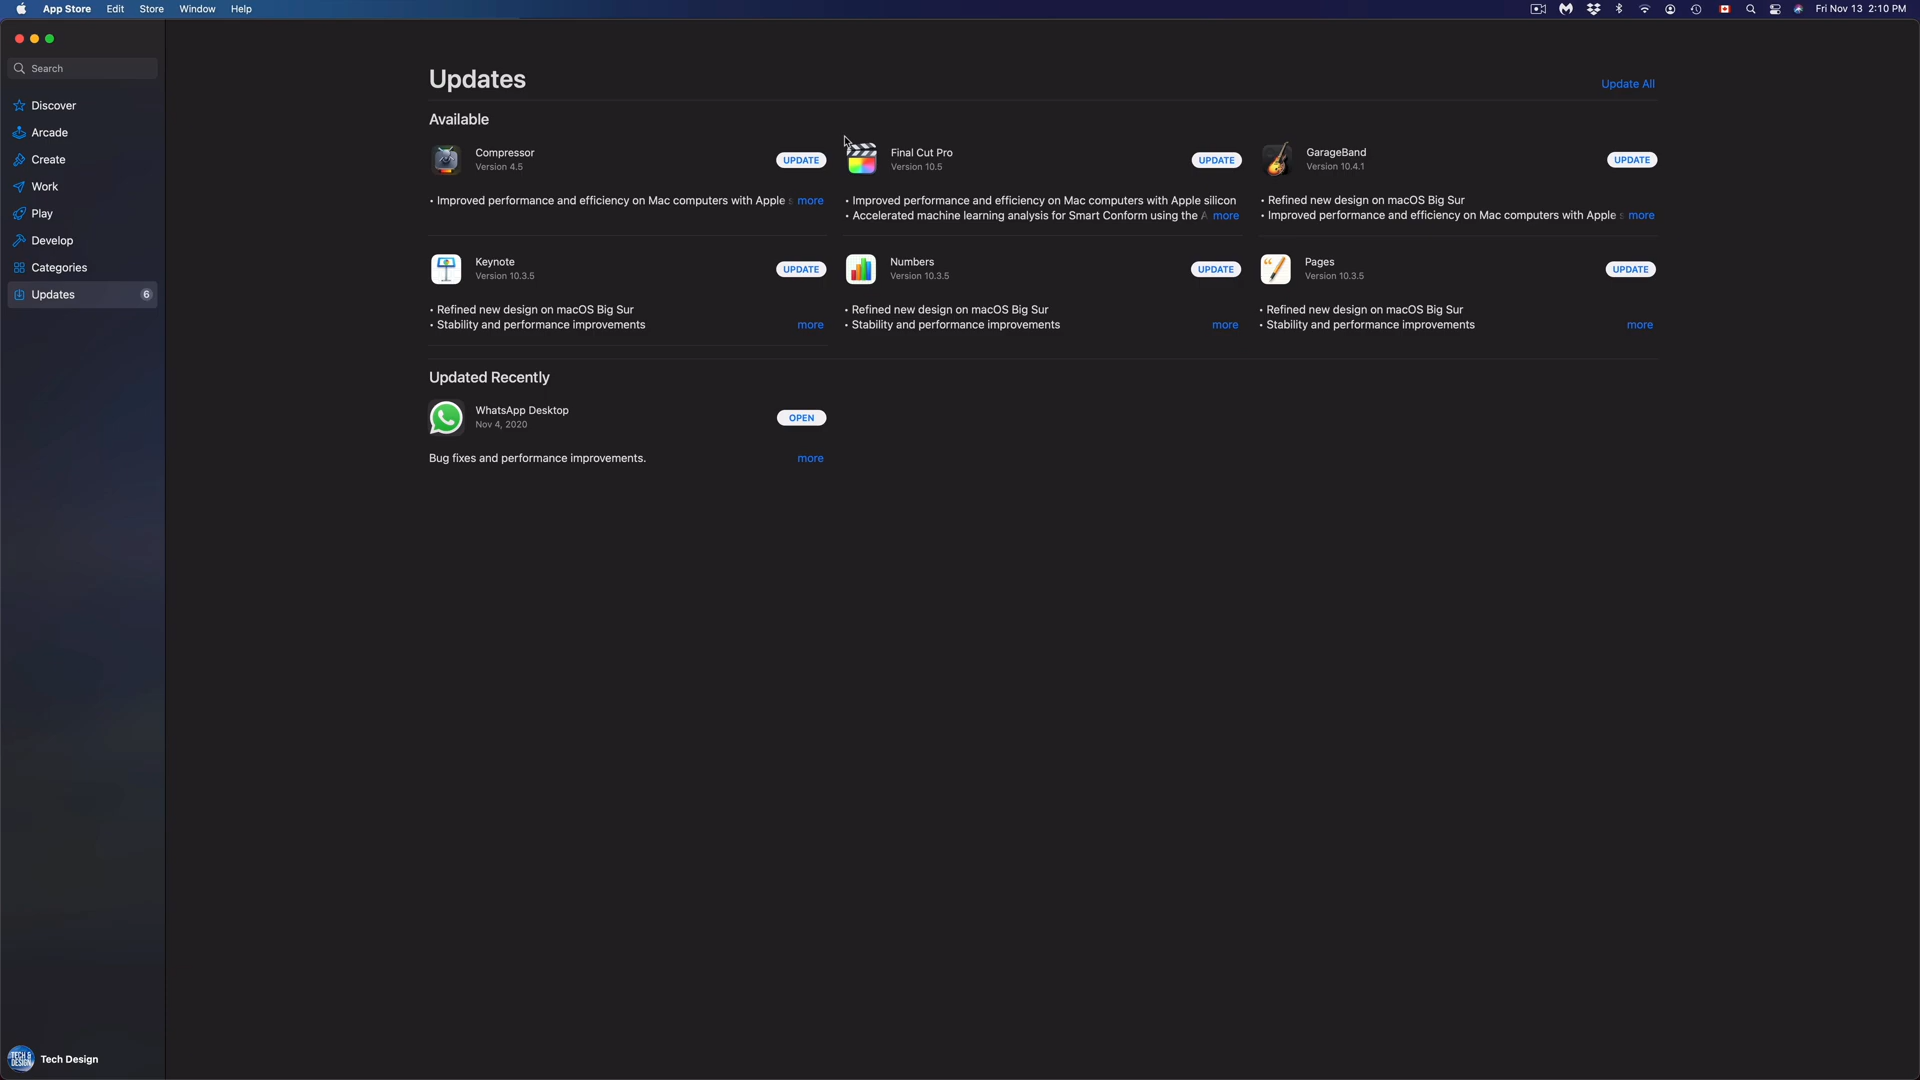 App Store Edit Store Window Help
Fri Nov 13 2:10 PM
Search
Discover
Arcade
Create
Work
Play
Develop
Categories
Updates 6
Updates
Update All
Available
Compressor
Version 4.5
UPDATE
• Improved performance and efficiency on Mac computers with Apple s more
Final Cut Pro
Version 10.5
UPDATE
• Improved performance and efficiency on Mac computers with Apple silicon
• Accelerated machine learning analysis for Smart Conform using the A more
GarageBand
Version 10.4.1
UPDATE
• Refined new design on macOS Big Sur
• Improved performance and efficiency on Mac computers with Apple s more
Keynote
Version 10.3.5
UPDATE
• Refined new design on macOS Big Sur
• Stability and performance improvements more
Numbers
Version 10.3.5
UPDATE
• Refined new design on macOS Big Sur
• Stability and performance improvements more
Pages
Version 10.3.5
UPDATE
• Refined new design on macOS Big Sur
• Stability and performance improvements more
Updated Recently
WhatsApp Desktop
Nov 4, 2020
OPEN
Bug fixes and performance improvements. more
TECH &
DESIGN
Tech Design